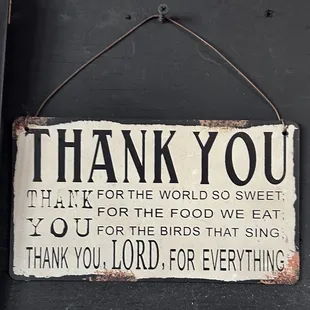 THANK YOU
THANK YOU
FOR THE WORLD SO SWEET;
FOR THE FOOD WE EAT;
FOR THE BIRDS THAT SING;
THANK YOU, LORD, FOR EVERYTHING